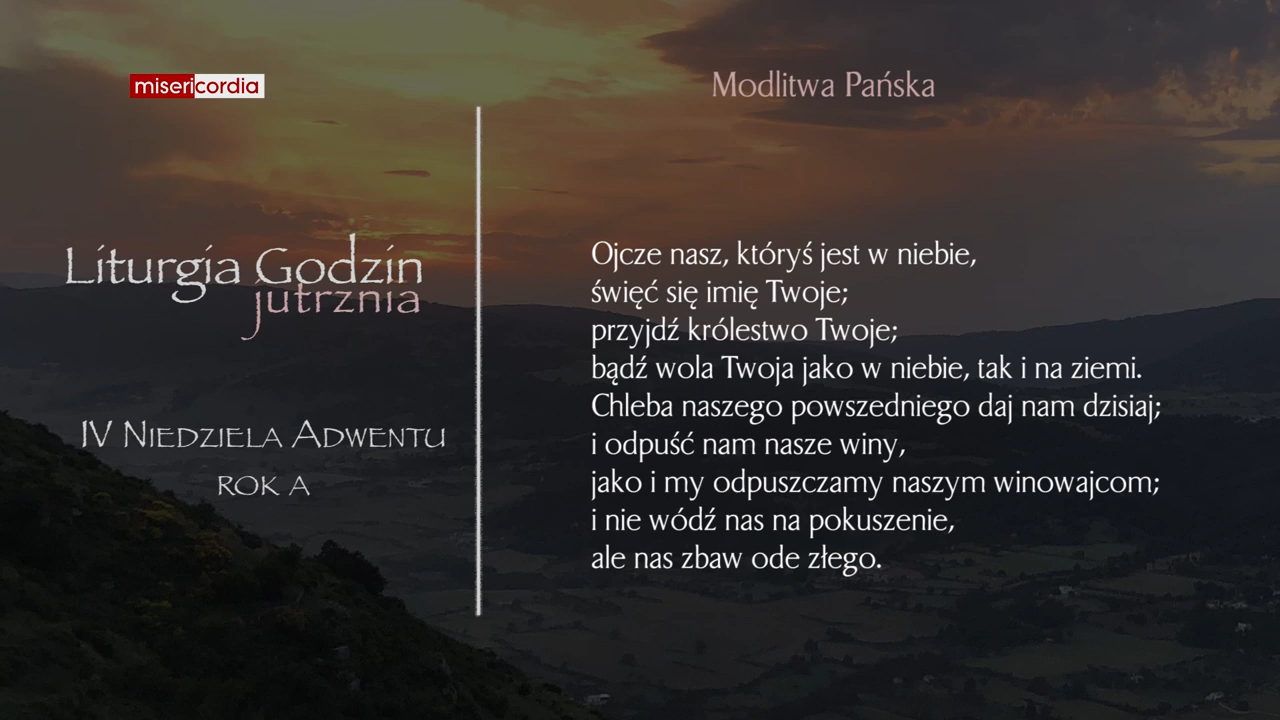 misericordia
Liturgia Godzin
jutrznia
IV Niedziela Adwentu
rok A
Modlitwa Pańska
Ojcze nasz, któryś jest w niebie,
święć się imię Twoje;
przyjdź królestwo Twoje;
bądź wola Twoja jako w niebie, tak i na ziemi.
Chleba naszego powszedniego daj nam dzisiaj;
i odpuść nam nasze winy,
jako i my odpuszczamy naszym winowajcom;
i nie wódź nas na pokuszenie,
ale nas zbaw ode złego.